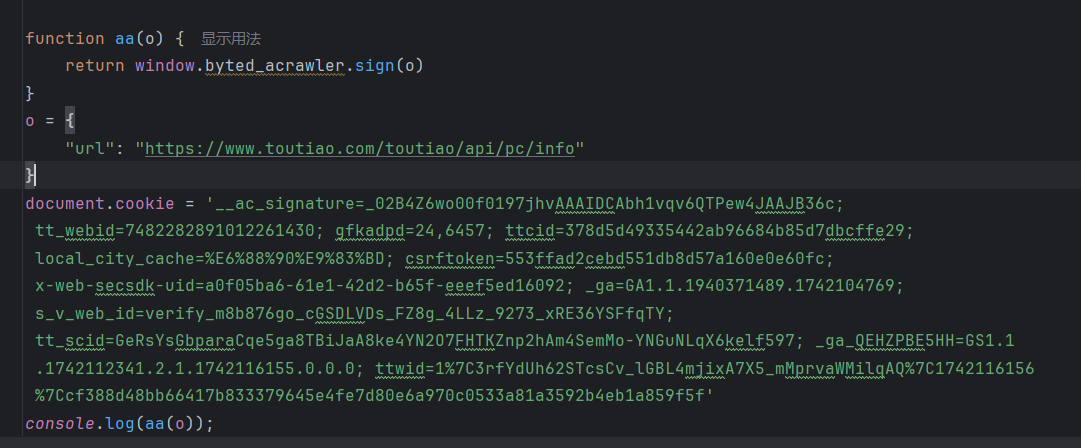 function aa(o) { 显示用法
    return window.byted_acrawler.sign(o)
}
o = {
    "url": "https://www.toutiao.com/toutiao/api/pc/info"
}
document.cookie = '__ac_signature=_02B4Z6wo00f0197jhvAAAIDCAbh1vqv6QTPew4JAAJB36c;
 tt_webid=7482282891012261430; gfkadpd=24,6457; ttcid=378d5d49335442ab96684b85d7dbcffe29;
 local_city_cache=%E6%88%90%E9%83%BD; csrftoken=553ffad2cebd551db8d57a160e0e60fc;
 x-web-secsdk-uid=a0f05ba6-61e1-42d2-b65f-eeef5ed16092; _ga=GA1.1.1940371489.1742104769;
 s_v_web_id=verify_m8b876go_cGSDLVDs_FZ8g_4LLz_9273_xRE36YSFfqTY;
 tt_scid=GeRsYsGbparaCqe5ga8TBiJaA8ke4YN2O7FHTKZnp2hAm4SemMo-YNGuNLqX6kelf597; _ga_QEHZPBE5HH=GS1.1
 .1742112341.2.1.1742116155.0.0.0; ttwid=1%7C3rfYdUh62STcsCv_lGBL4mjixA7X5_mMprvaWMilqAQ%7C1742116156
 %7Ccf388d48bb66417b833379645e4fe7d80e6a970c0533a81a3592b4eb1a859f5f'
console.log(aa(o));